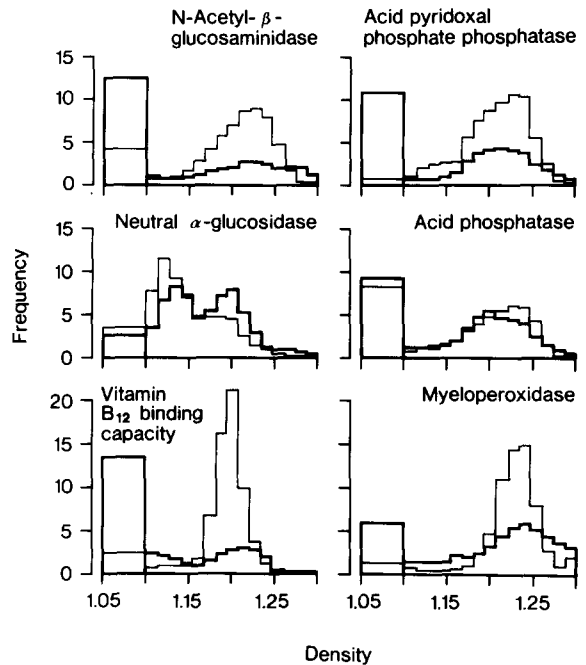 N-Acetyl-β-
glucosaminidase
Acid pyridoxal
phosphate phosphatase
15
10
5
0
Neutral α-glucosidase
Acid phosphatase
15
10
5
0
Frequency
Vitamin
B₁₂ binding
capacity
Myeloperoxidase
20
15
10
5
0
1.05 1.15 1.25 1.05 1.15 1.25
Density